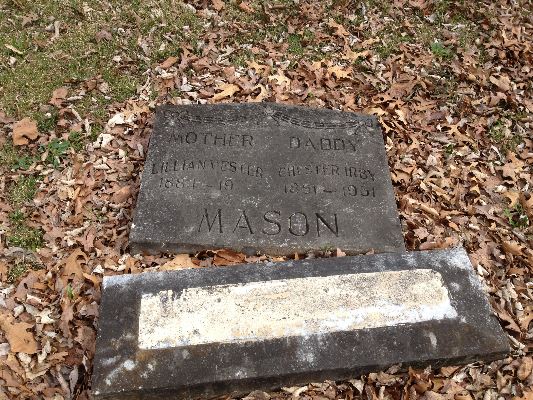 MOTHER DADDY
LILLIAN VESTER CHESTER IRBY
1884 - 19 1881 - 1951
MASON